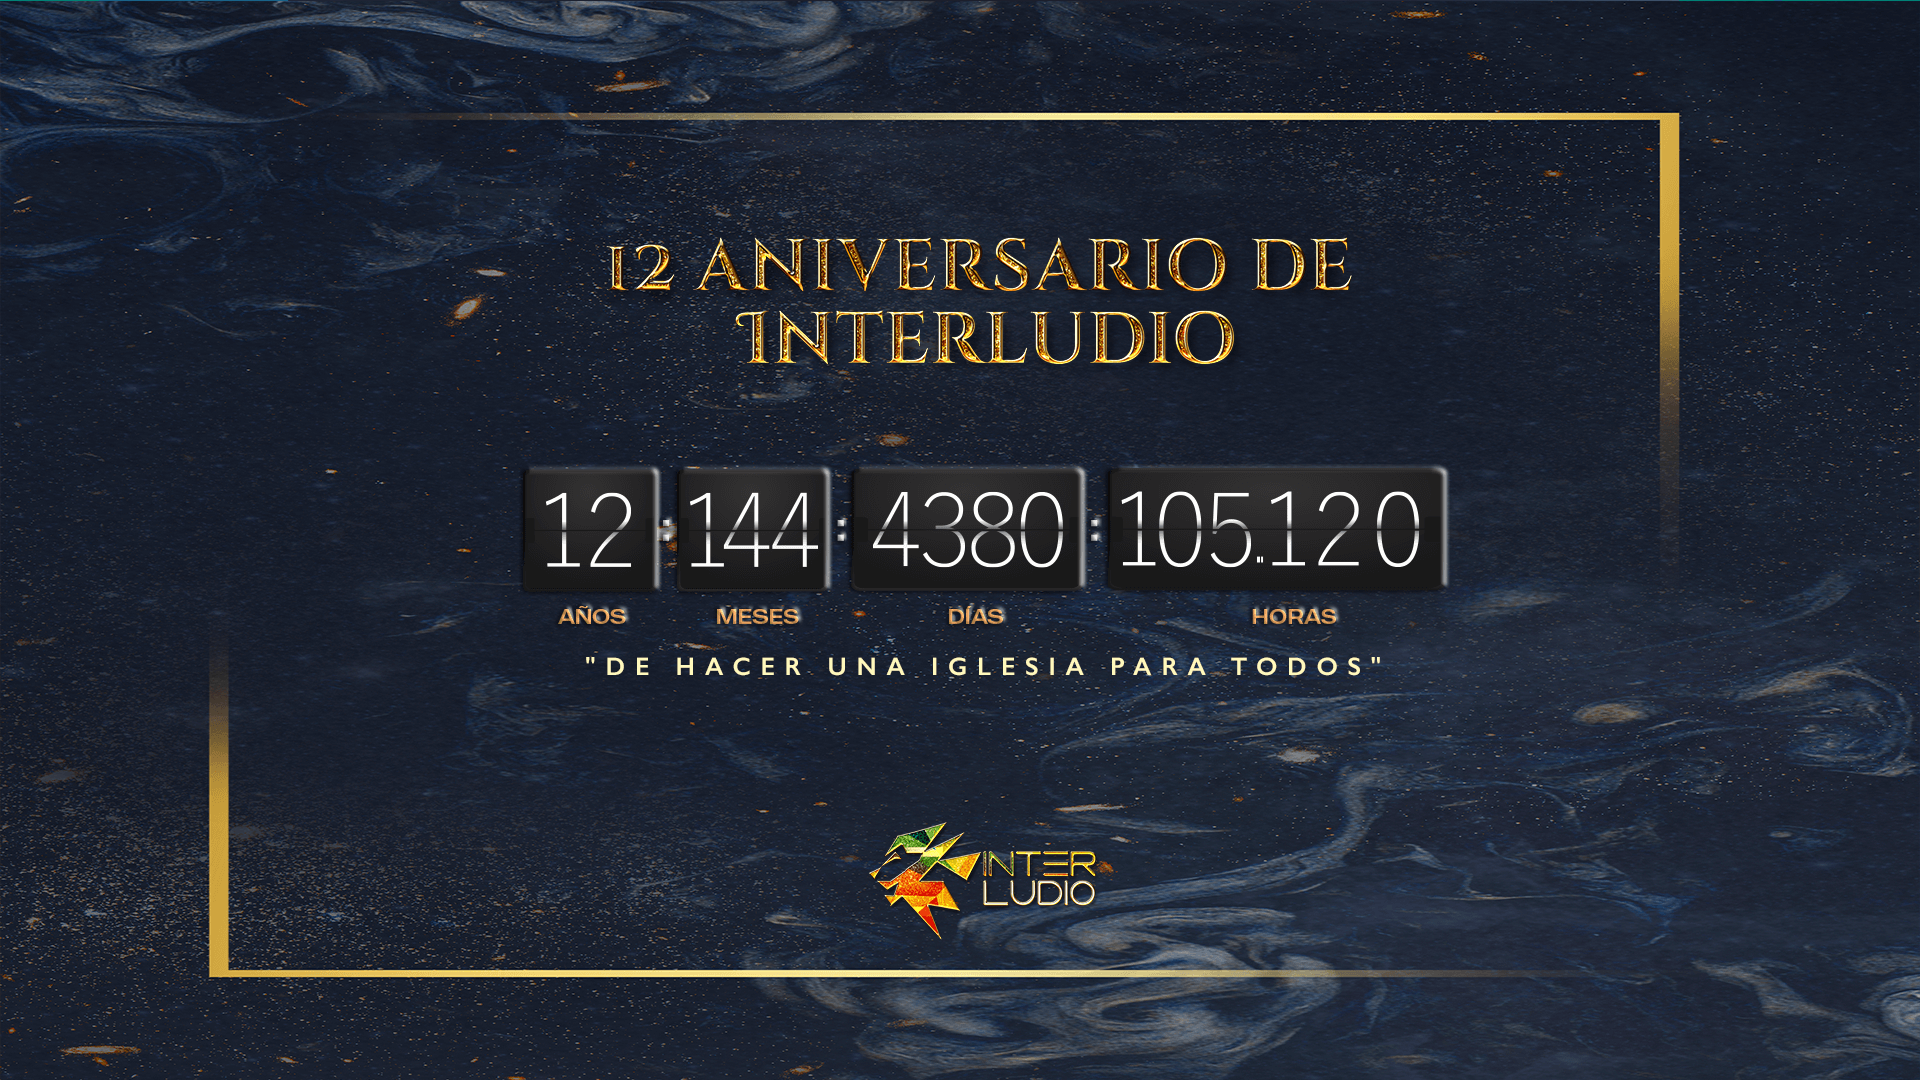 12 ANIVERSARIO DE
INTERLUDIO
12 : 144 : 4380 : 105.120
AÑOS MESES DÍAS HORAS
"DE HACER UNA IGLESIA PARA TODOS"
INTER
LUDIO